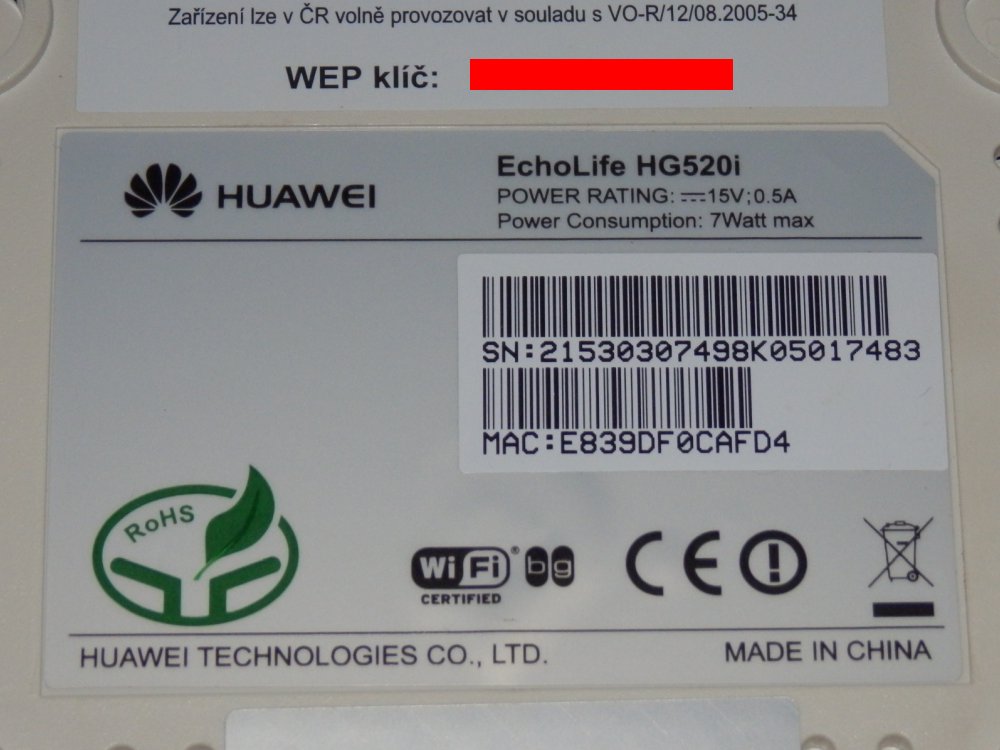 Zařízení lze v ČR volně provozovat v souladu s VO-R/12/08.2005-34
WEP klíč:
HUAWEI
EchoLife HG520i
POWER RATING: ⎓15V;0.5A
Power Consumption: 7Watt max
SN:21530307498K05017483
MAC:E839DF0CAFD4
RoHS
Wi Fi® bg
CERTIFIED
CE
HUAWEI TECHNOLOGIES CO., LTD.
MADE IN CHINA